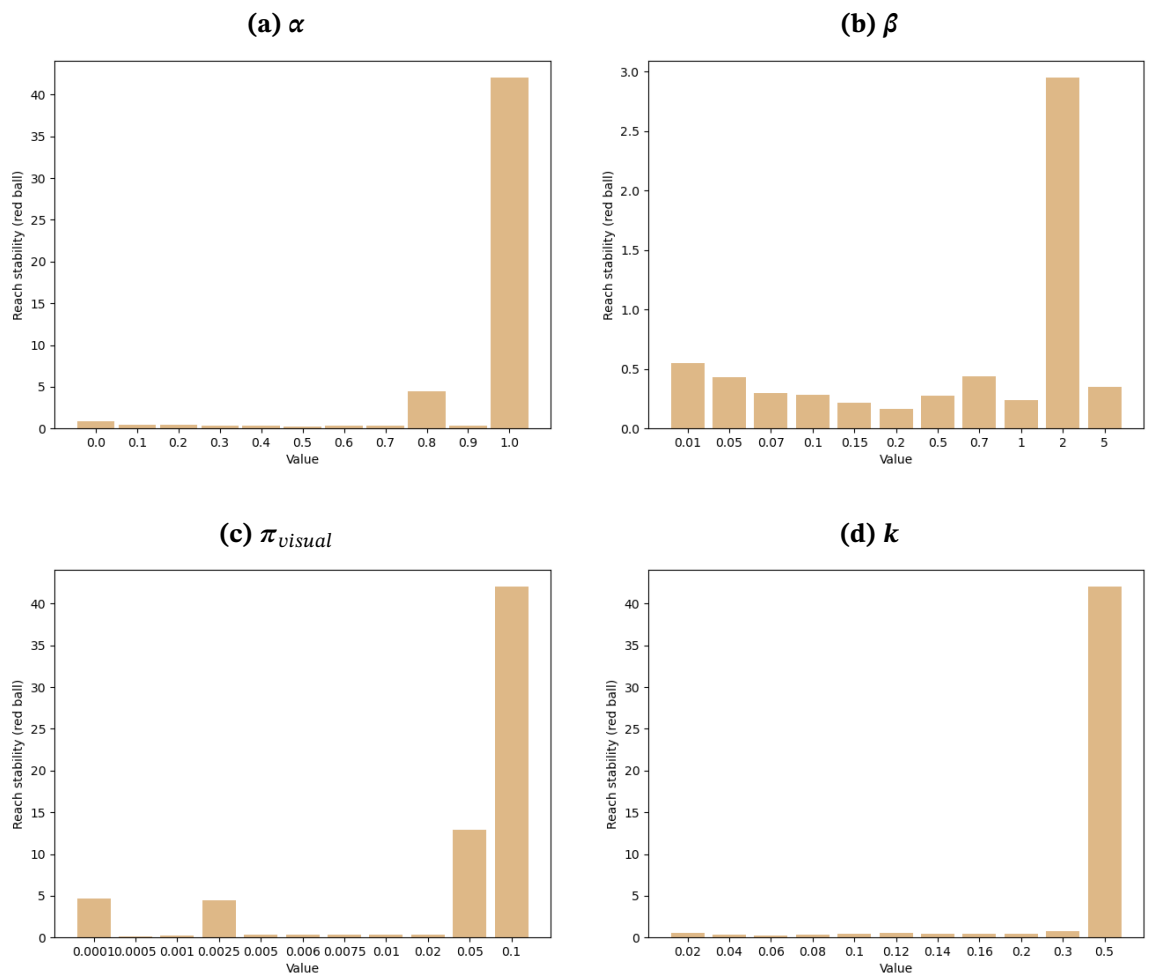 (a) α
40
35
30
25
20
15
10
5
0
Reach stability (red ball)
0.0 0.1 0.2 0.3 0.4 0.5 0.6 0.7 0.8 0.9 1.0
Value
(b) β
3.0
2.5
2.0
1.5
1.0
0.5
0.0
Reach stability (red ball)
0.01 0.05 0.07 0.1 0.15 0.2 0.5 0.7 1 2 5
Value
(c) π_visual
40
35
30
25
20
15
10
5
0
Reach stability (red ball)
0.0001 0.0005 0.001 0.0025 0.005 0.006 0.0075 0.01 0.02 0.05 0.1
Value
(d) k
40
35
30
25
20
15
10
5
0
Reach stability (red ball)
0.02 0.04 0.06 0.08 0.1 0.12 0.14 0.16 0.2 0.3 0.5
Value